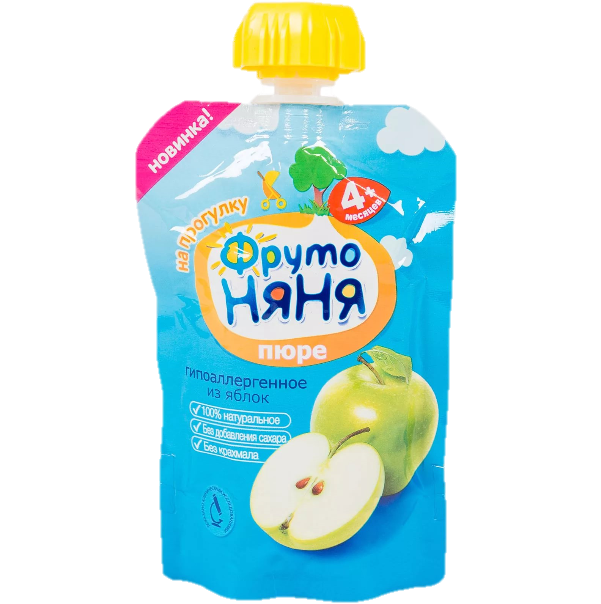 новинка!
на прогулку
4+
месяцев
Фруто
НЯНЯ
пюре
гипоаллергенное
из яблок
100% натуральное
Без добавления сахара
Без крахмала